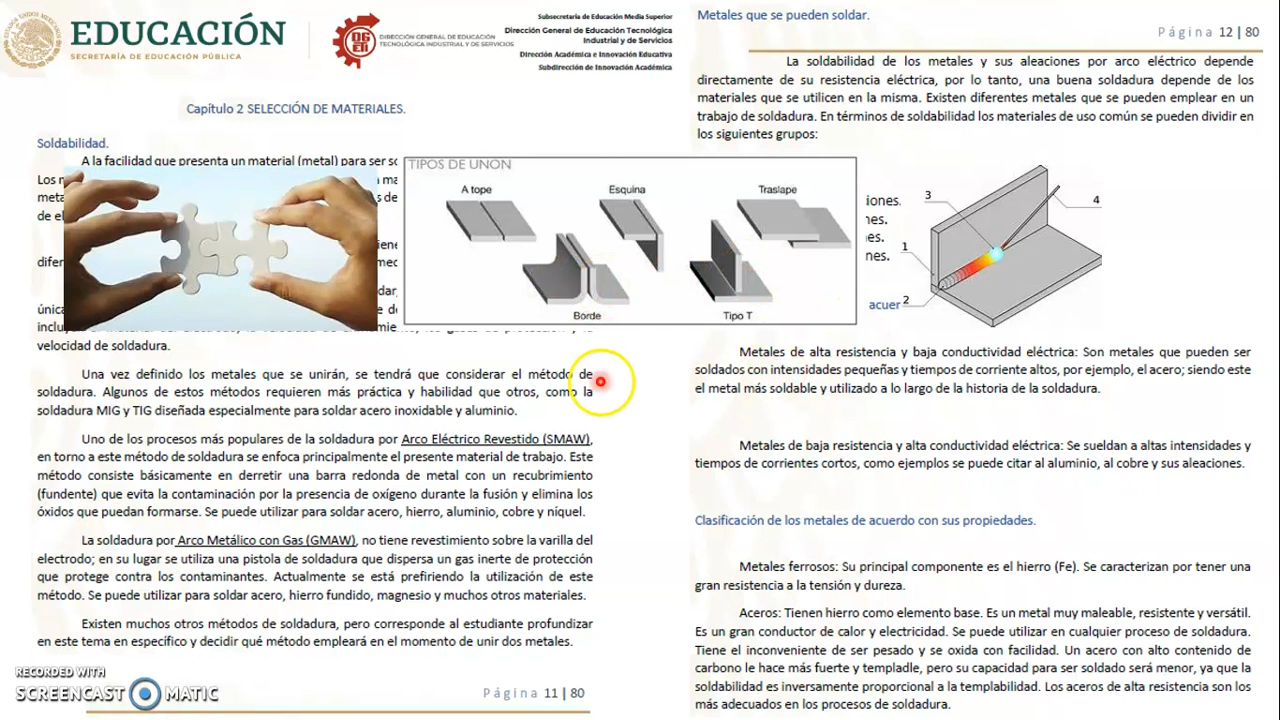 EDUCACIÓN
SECRETARÍA DE EDUCACIÓN PÚBLICA
DIRECCIÓN GENERAL DE EDUCACIÓN
TECNOLÓGICA INDUSTRIAL Y DE SERVICIOS
Subsecretaría de Educación Media Superior
Dirección General de Educación Tecnológica
Industrial y de Servicios
Dirección Académica e Innovación Educativa
Subdirección de Innovación Académica
Capítulo 2 SELECCIÓN DE MATERIALES.
Soldabilidad.
A la facilidad que presenta un material (metal) para ser
Los
de
TIPOS DE UNON
A tope
Esquina
Traslape
Borde
Tipo T
velocidad de soldadura.
Una vez definido los metales que se unirán, se tendrá que considerar el método de
soldadura. Algunos de estos métodos requieren más práctica y habilidad que otros, como la
soldadura MIG y TIG diseñada especialmente para soldar acero inoxidable y aluminio.
Uno de los procesos más populares de la soldadura por Arco Eléctrico Revestido (SMAW),
en torno a este método de soldadura se enfoca principalmente el presente material de trabajo. Este
método consiste básicamente en derretir una barra redonda de metal con un recubrimiento
(fundente) que evita la contaminación por la presencia de oxígeno durante la fusión y elimina los
óxidos que puedan formarse. Se puede utilizar para soldar acero, hierro, aluminio, cobre y níquel.
La soldadura por Arco Metálico con Gas (GMAW), no tiene revestimiento sobre la varilla del
electrodo; en su lugar se utiliza una pistola de soldadura que dispersa un gas inerte de protección
que protege contra los contaminantes. Actualmente se está prefiriendo la utilización de este
método. Se puede utilizar para soldar acero, hierro fundido, magnesio y muchos otros materiales.
Existen muchos otros métodos de soldadura, pero corresponde al estudiante profundizar
en este tema en específico y decidir qué método empleará en el momento de unir dos metales.
RECORDED WITH
SCREENCAST MATIC
Página 11 | 80
Metales que se pueden soldar.
Página 12 | 80
La soldabilidad de los metales y sus aleaciones por arco eléctrico depende
directamente de su resistencia eléctrica, por lo tanto, una buena soldadura depende de los
materiales que se utilicen en la misma. Existen diferentes metales que se pueden emplear en un
trabajo de soldadura. En términos de soldabilidad los materiales de uso común se pueden dividir en
los siguientes grupos:
iones.
nes.
es.
nes.
acuer
3
4
1
2
Metales de alta resistencia y baja conductividad eléctrica: Son metales que pueden ser
soldados con intensidades pequeñas y tiempos de corriente altos, por ejemplo, el acero; siendo este
el metal más soldable y utilizado a lo largo de la historia de la soldadura.
Metales de baja resistencia y alta conductividad eléctrica: Se sueldan a altas intensidades y
tiempos de corrientes cortos, como ejemplos se puede citar al aluminio, al cobre y sus aleaciones.
Clasificación de los metales de acuerdo con sus propiedades.
Metales ferrosos: Su principal componente es el hierro (Fe). Se caracterizan por tener una
gran resistencia a la tensión y dureza.
Aceros: Tienen hierro como elemento base. Es un metal muy maleable, resistente y versátil.
Es un gran conductor de calor y electricidad. Se puede utilizar en cualquier proceso de soldadura.
Tiene el inconveniente de ser pesado y se oxida con facilidad. Un acero con alto contenido de
carbono le hace más fuerte y templadle, pero su capacidad para ser soldado será menor, ya que la
soldabilidad es inversamente proporcional a la templabilidad. Los aceros de alta resistencia son los
más adecuados en los procesos de soldadura.